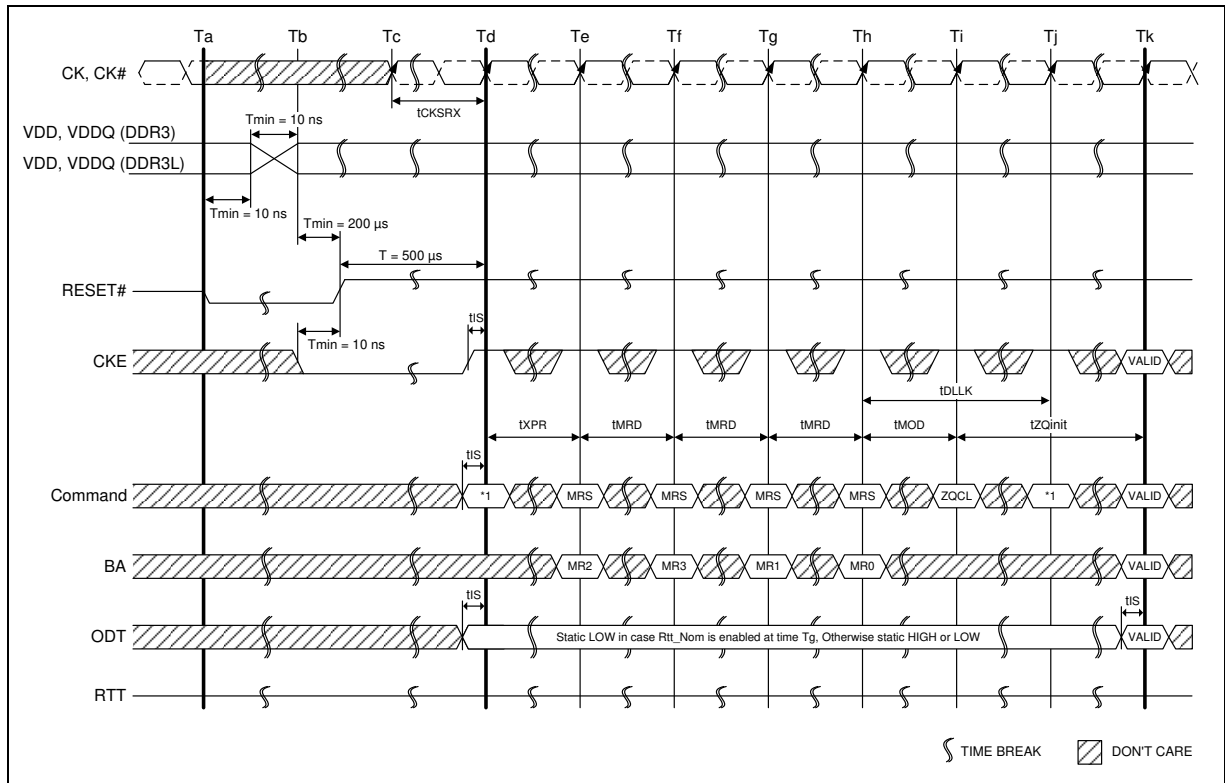 Ta Tb Tc Td Te Tf Tg Th Ti Tj Tk
CK, CK#
tCKSRX
Tmin = 10 ns
VDD, VDDQ (DDR3)
VDD, VDDQ (DDR3L)
Tmin = 10 ns
Tmin = 200 µs
T = 500 µs
RESET#
tIS
Tmin = 10 ns
CKE
VALID
tDLLK
tXPR tMRD tMRD tMRD tMOD tZQinit
tIS
Command
*1 MRS MRS MRS MRS ZQCL *1 VALID
BA
MR2 MR3 MR1 MR0 VALID
tIS tIS
ODT
Static LOW in case Rtt_Nom is enabled at time Tg, Otherwise static HIGH or LOW
VALID
RTT
TIME BREAK DON'T CARE